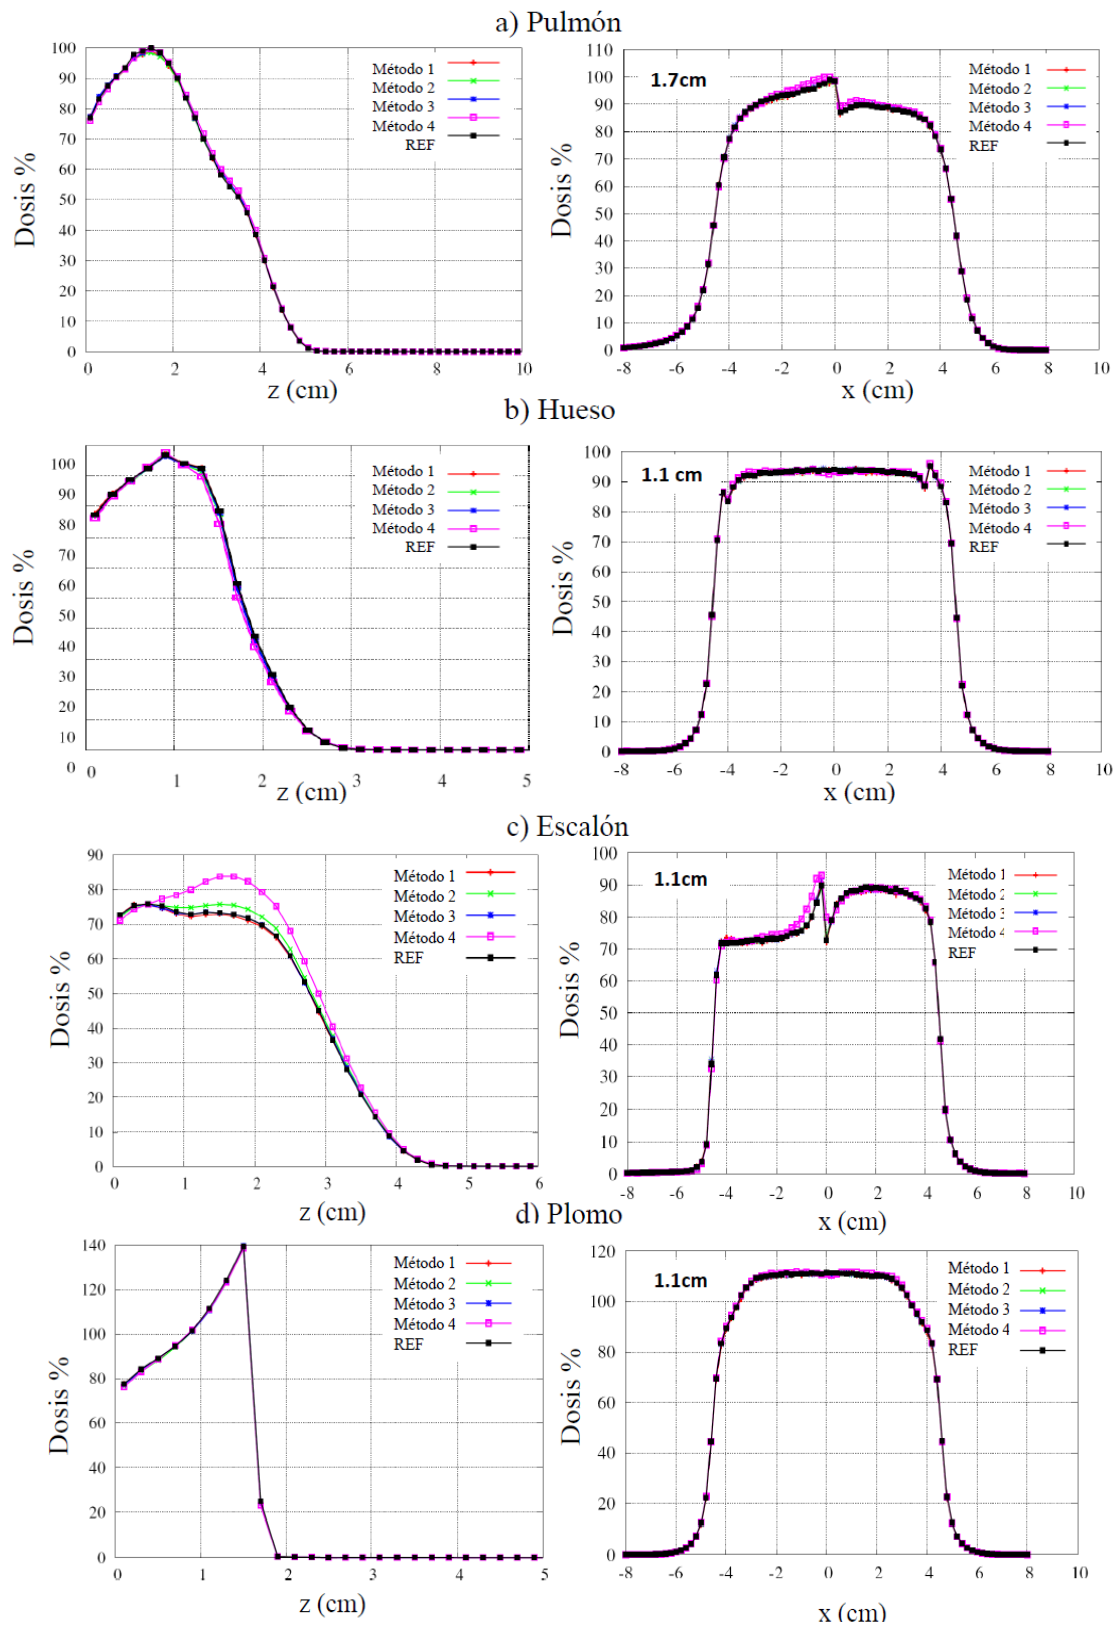 a) Pulmón
100
90
80
70
60
50
40
30
20
10
0
Dosis %
Método 1
Método 2
Método 3
Método 4
REF
0 2 4 6 8 10
z (cm)
110
100
90
80
70
60
50
40
30
20
10
0
Dosis %
1.7cm
Método 1
Método 2
Método 3
Método 4
REF
-8 -6 -4 -2 0 2 4 6 8 10
x (cm)
b) Hueso
100
90
80
70
60
50
40
30
20
10
0
Dosis %
Método 1
Método 2
Método 3
Método 4
REF
0 1 2 3 4 5
z (cm)
100
90
80
70
60
50
40
30
20
10
0
Dosis %
1.1 cm
Método 1
Método 2
Método 3
Método 4
REF
-8 -6 -4 -2 0 2 4 6 8 10
x (cm)
c) Escalón
90
80
70
60
50
40
30
20
10
0
Dosis %
Método 1
Método 2
Método 3
Método 4
REF
0 1 2 3 4 5 6
z (cm)
100
90
80
70
60
50
40
30
20
10
0
Dosis %
1.1cm
Método 1
Método 2
Método 3
Método 4
REF
-8 -6 -4 -2 0 2 4 6 8 10
x (cm)
d) Plomo
140
120
100
80
60
40
20
0
Dosis %
Método 1
Método 2
Método 3
Método 4
REF
0 1 2 3 4 5
z (cm)
120
100
80
60
40
20
0
Dosis %
1.1cm
Método 1
Método 2
Método 3
Método 4
REF
-8 -6 -4 -2 0 2 4 6 8 10
x (cm)